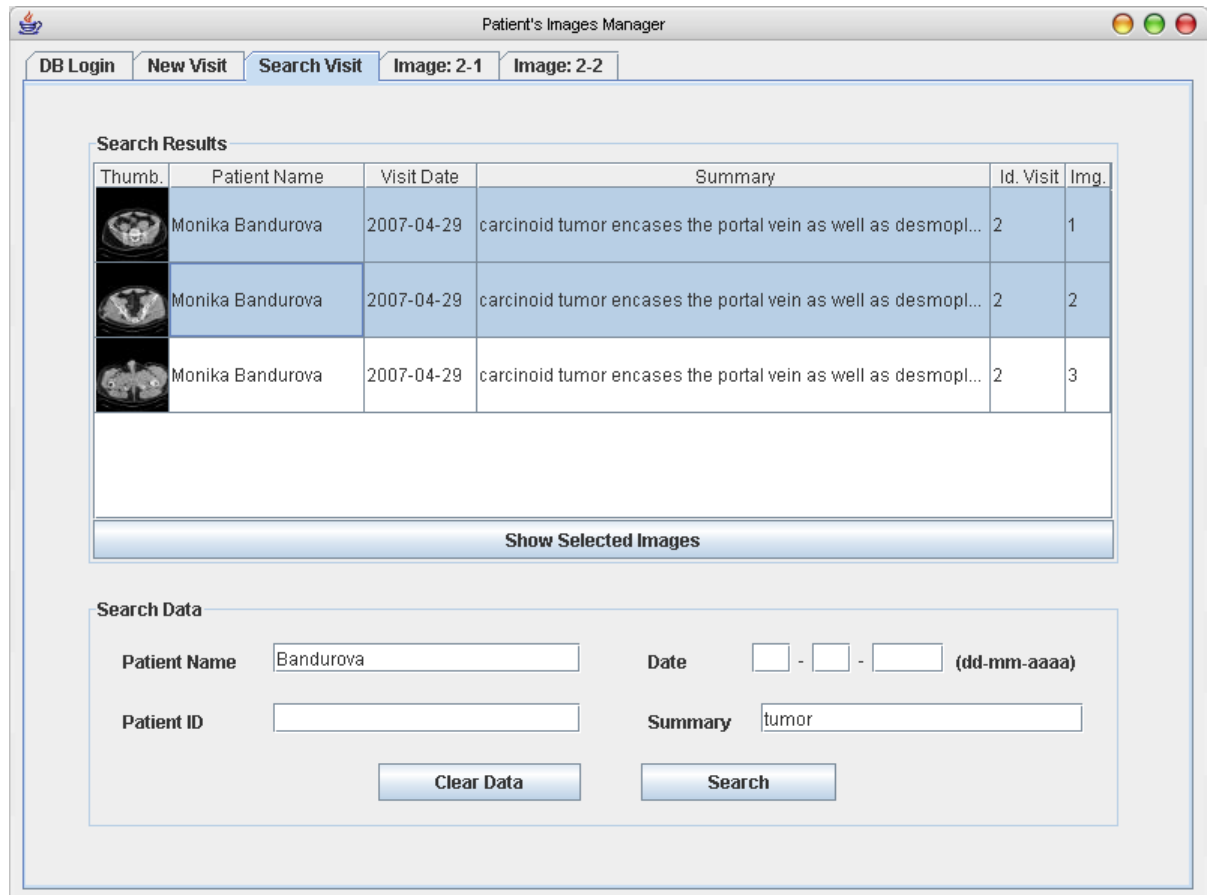 Patient's Images Manager
DB Login New Visit Search Visit Image: 2-1 Image: 2-2
Search Results
Thumb. Patient Name Visit Date Summary Id. Visit Img.
Monika Bandurova 2007-04-29 carcinoid tumor encases the portal vein as well as desmopl... 2 1
Monika Bandurova 2007-04-29 carcinoid tumor encases the portal vein as well as desmopl... 2 2
Monika Bandurova 2007-04-29 carcinoid tumor encases the portal vein as well as desmopl... 2 3
Show Selected Images
Search Data
Patient Name Bandurova Date - - (dd-mm-aaaa)
Patient ID Summary tumor
Clear Data Search